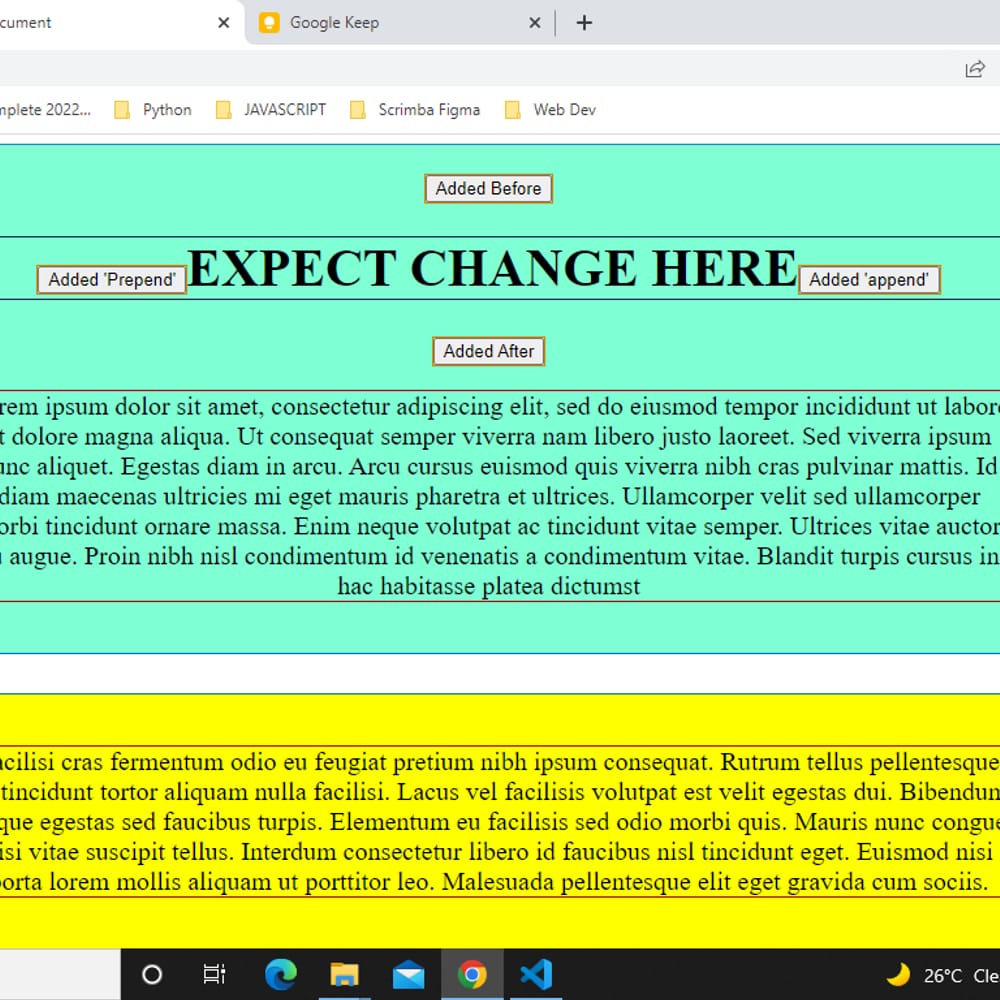 cument
Google Keep
mplete 2022...
Python
JAVASCRIPT
Scrimba Figma
Web Dev
Added Before
Added 'Prepend' EXPECT CHANGE HERE Added 'append'
Added After
rem ipsum dolor sit amet, consectetur adipiscing elit, sed do eiusmod tempor incididunt ut labore
t dolore magna aliqua. Ut consequat semper viverra nam libero justo laoreet. Sed viverra ipsum
unc aliquet. Egestas diam in arcu. Arcu cursus euismod quis viverra nibh cras pulvinar mattis. Id
diam maecenas ultricies mi eget mauris pharetra et ultrices. Ullamcorper velit sed ullamcorper
orbi tincidunt ornare massa. Enim neque volutpat ac tincidunt vitae semper. Ultrices vitae auctor
augue. Proin nibh nisl condimentum id venenatis a condimentum vitae. Blandit turpis cursus in
hac habitasse platea dictumst
acilisi cras fermentum odio eu feugiat pretium nibh ipsum consequat. Rutrum tellus pellentesque
tincidunt tortor aliquam nulla facilisi. Lacus vel facilisis volutpat est velit egestas dui. Bibendum
que egestas sed faucibus turpis. Elementum eu facilisis sed odio morbi quis. Mauris nunc congue
isi vitae suscipit tellus. Interdum consectetur libero id faucibus nisl tincidunt eget. Euismod nisi
porta lorem mollis aliquam ut porttitor leo. Malesuada pellentesque elit eget gravida cum sociis.
26°C Cle